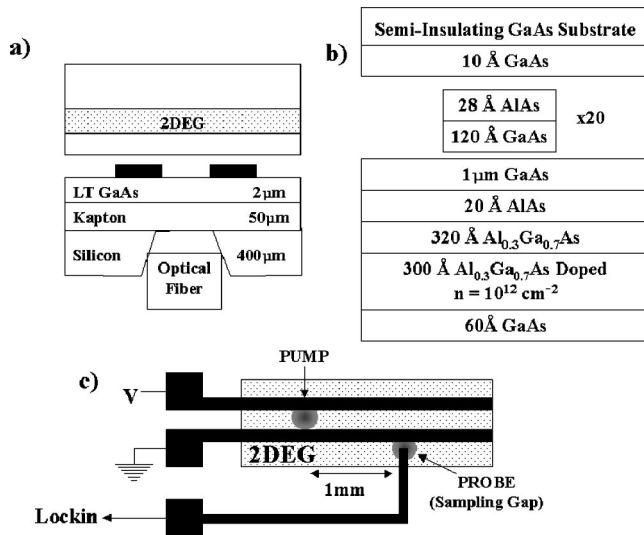 a)
2DEG
LT GaAs 2μm
Kapton 50μm
Silicon 400μm
Optical
Fiber
b)
Semi-Insulating GaAs Substrate
10 Å GaAs
28 Å AlAs
120 GaAs
x20
1μm GaAs
20 AlAs
320 Al0.3Ga0.7As
300 Al0.3Ga0.7As Doped
n = 10¹² cm⁻²
60Å GaAs
c)
PUMP
V
2DEG
1mm
PROBE
(Sampling Gap)
Lockin